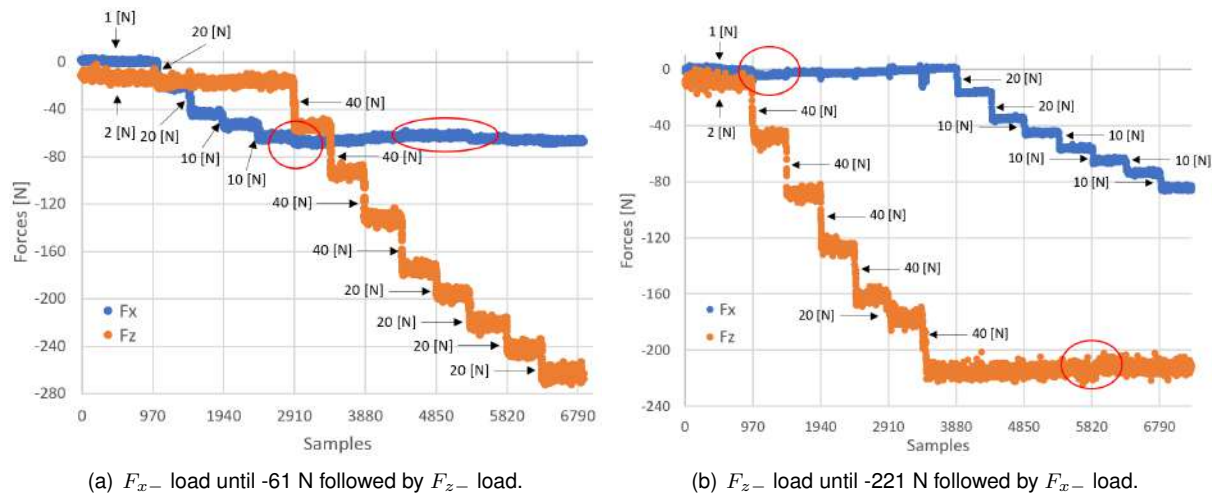 1 [N]
20 [N]
0
-40
-80
-120
-160
-200
-240
-280
Forces [N]
2 [N]
20 [N]
10 [N]
10 [N]
40 [N]
40 [N]
40 [N]
40 [N]
20 [N]
20 [N]
20 [N]
20 [N]
Fx
Fz
0 970 1940 2910 3880 4850 5820 6790
Samples
(a) Fx− load until -61 N followed by Fz− load.
1 [N]
0
-40
-80
-120
-160
-200
-240
Forces [N]
2 [N]
40 [N]
40 [N]
40 [N]
40 [N]
20 [N]
40 [N]
20 [N]
20 [N]
10 [N]
10 [N]
10 [N]
10 [N]
10 [N]
Fx
Fz
0 970 1940 2910 3880 4850 5820 6790
Samples
(b) Fz− load until -221 N followed by Fx− load.